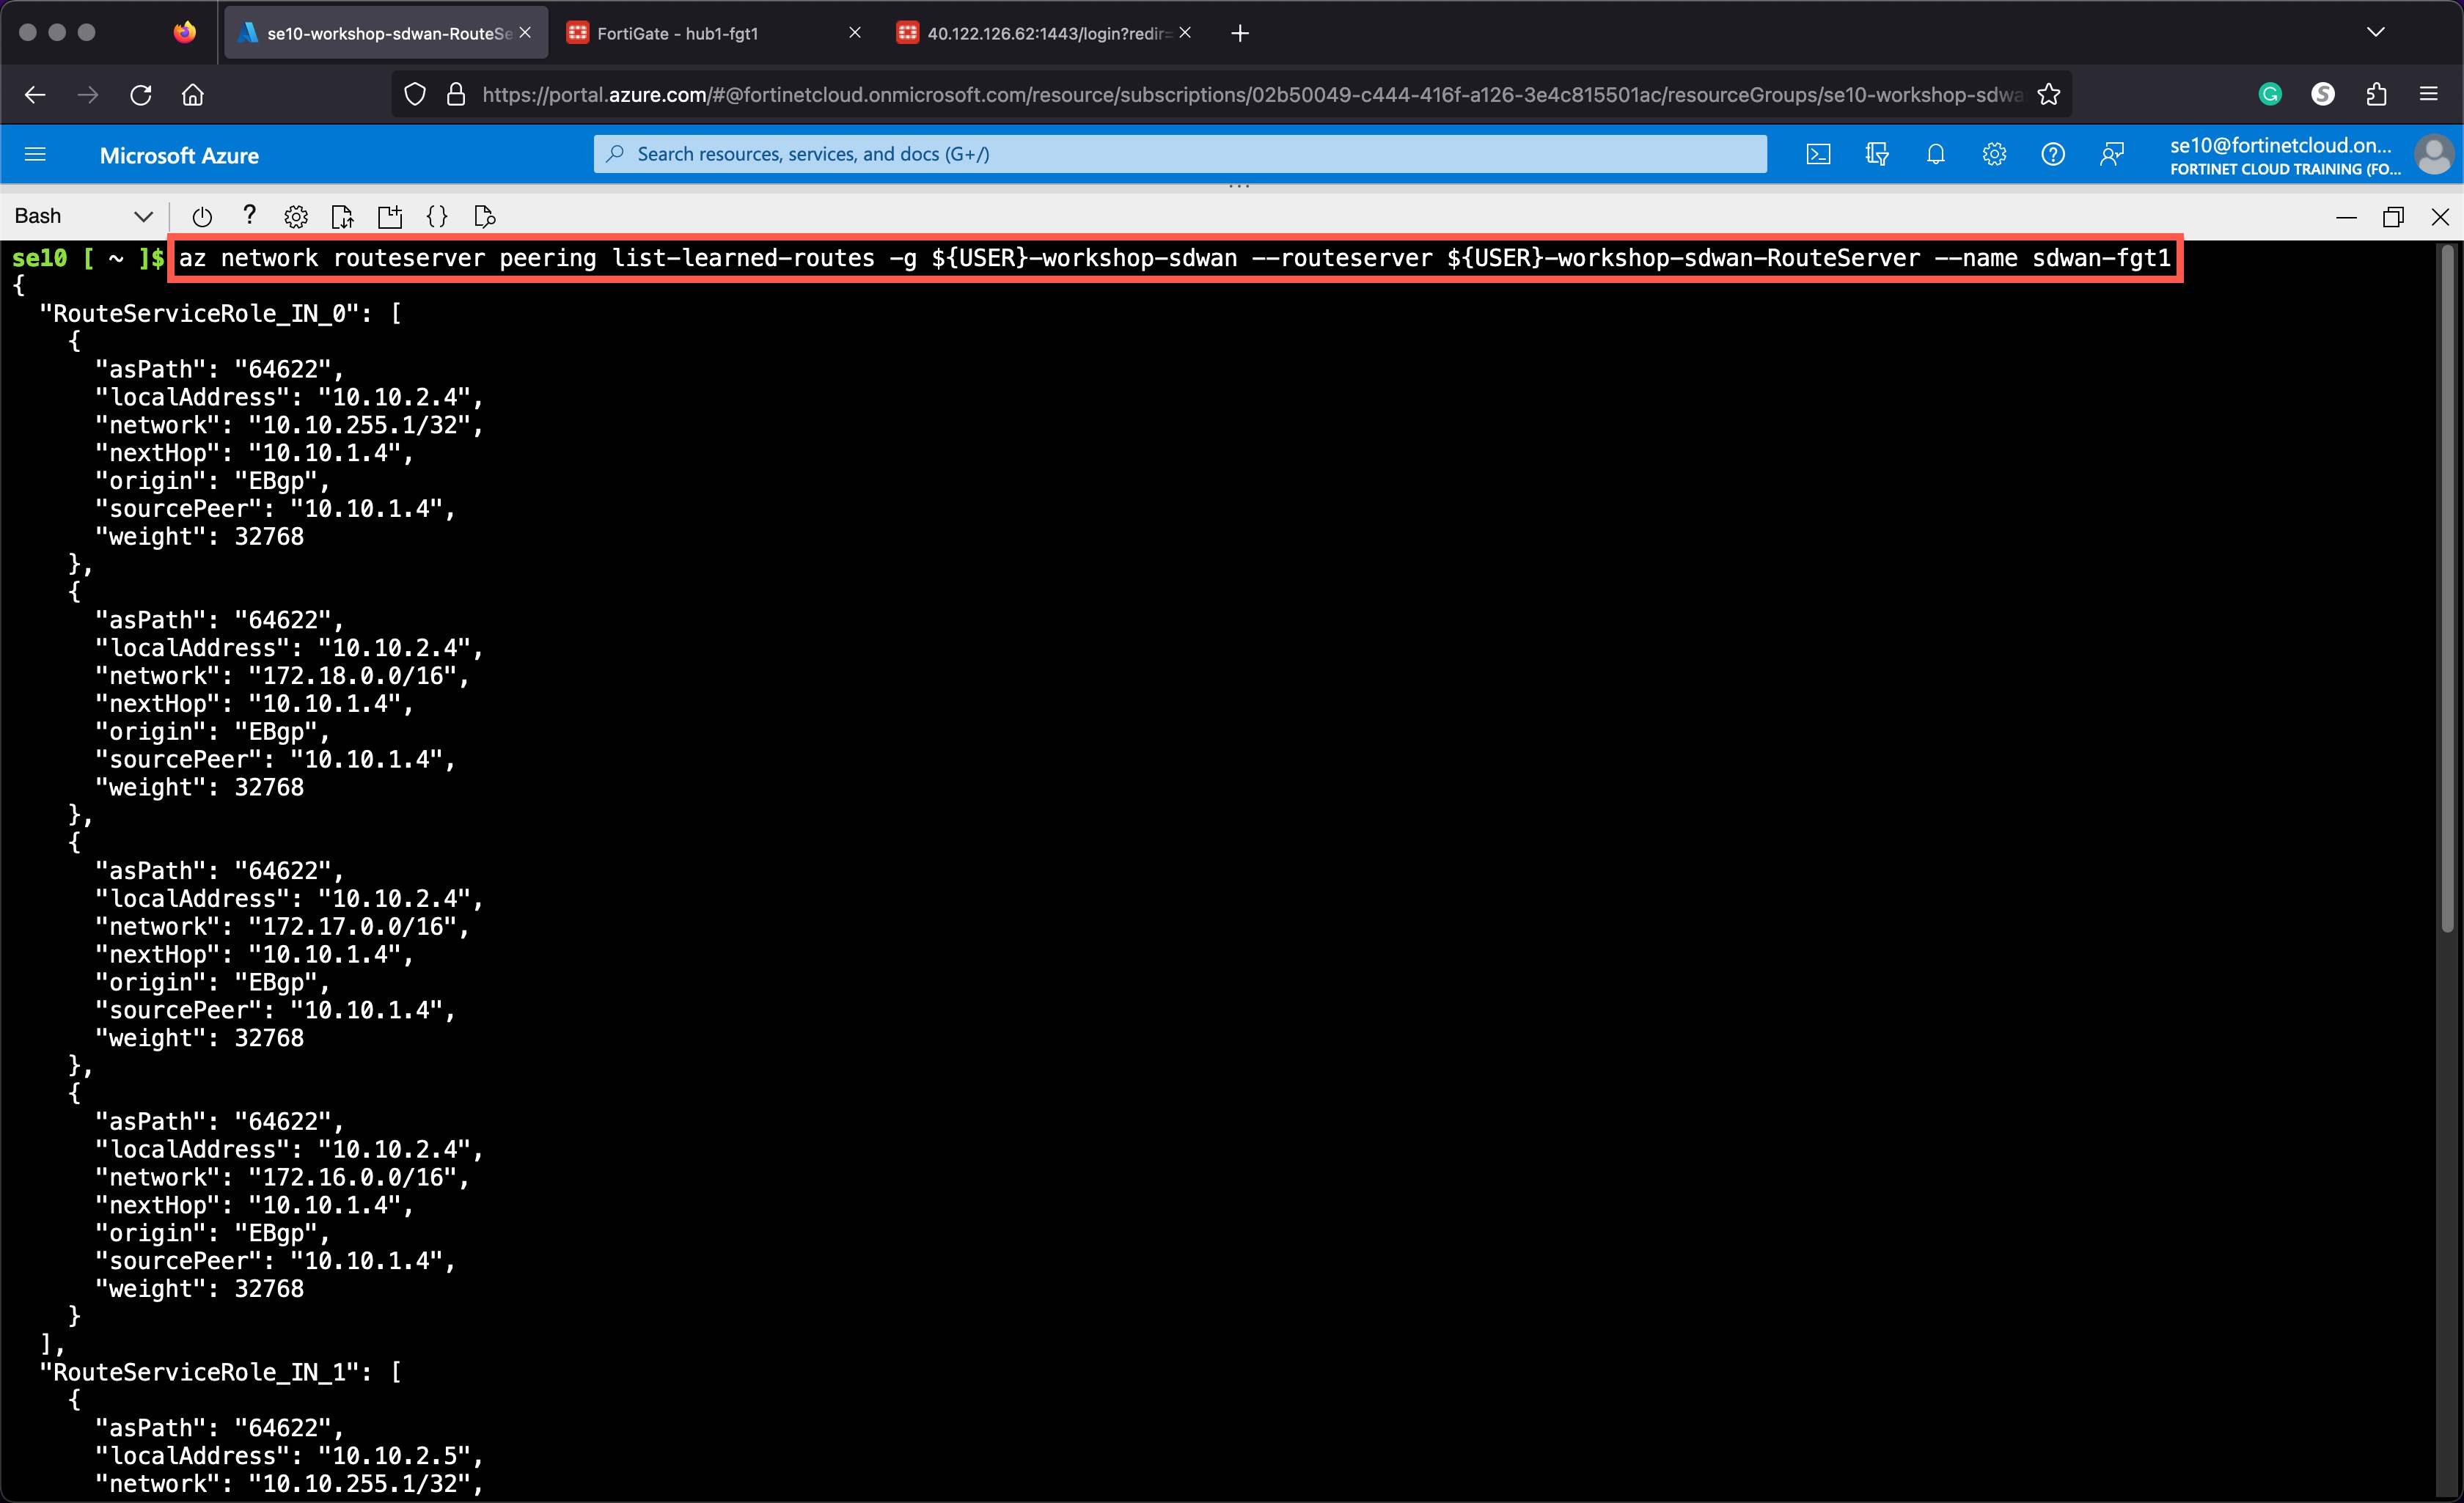 se10-workshop-sdwan-RouteSe
FortiGate - hub1-fgt1
40.122.126.62:1443/login?redir=
https://portal.azure.com/#@fortinetcloud.onmicrosoft.com/resource/subscriptions/02b50049-c444-416f-a126-3e4c815501ac/resourceGroups/se10-workshop-sdwa
Microsoft Azure
Search resources, services, and docs (G+/)
se10@fortinetcloud.on...
FORTINET CLOUD TRAINING (FO...
Bash
se10 [ ~ ]$ az network routeserver peering list-learned-routes -g ${USER}-workshop-sdwan --routeserver ${USER}-workshop-sdwan-RouteServer --name sdwan-fgt1
{
  "RouteServiceRole_IN_0": [
    {
      "asPath": "64622",
      "localAddress": "10.10.2.4",
      "network": "10.10.255.1/32",
      "nextHop": "10.10.1.4",
      "origin": "EBgp",
      "sourcePeer": "10.10.1.4",
      "weight": 32768
    },
    {
      "asPath": "64622",
      "localAddress": "10.10.2.4",
      "network": "172.18.0.0/16",
      "nextHop": "10.10.1.4",
      "origin": "EBgp",
      "sourcePeer": "10.10.1.4",
      "weight": 32768
    },
    {
      "asPath": "64622",
      "localAddress": "10.10.2.4",
      "network": "172.17.0.0/16",
      "nextHop": "10.10.1.4",
      "origin": "EBgp",
      "sourcePeer": "10.10.1.4",
      "weight": 32768
    },
    {
      "asPath": "64622",
      "localAddress": "10.10.2.4",
      "network": "172.16.0.0/16",
      "nextHop": "10.10.1.4",
      "origin": "EBgp",
      "sourcePeer": "10.10.1.4",
      "weight": 32768
    }
  ],
  "RouteServiceRole_IN_1": [
    {
      "asPath": "64622",
      "localAddress": "10.10.2.5",
      "network": "10.10.255.1/32",